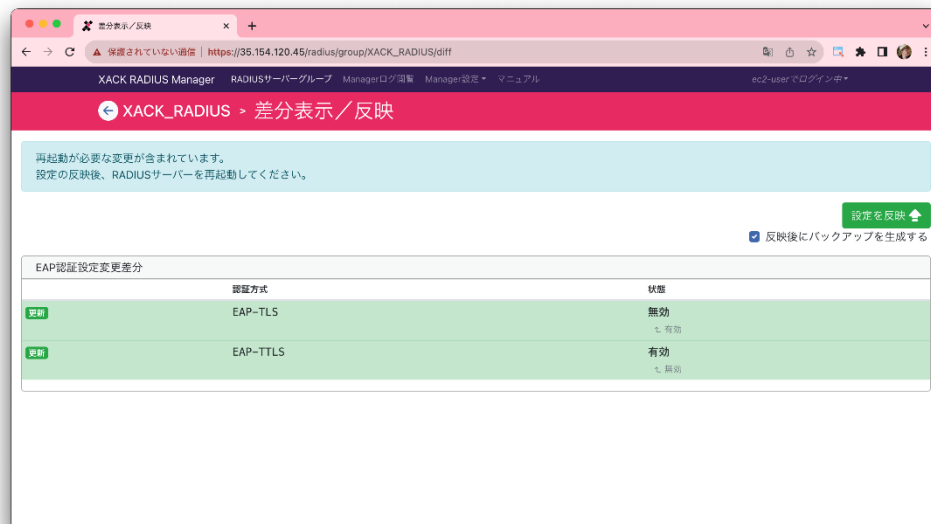 差分表示／反映
保護されていない通信 | https://35.154.120.45/radius/group/XACK_RADIUS/diff
XACK RADIUS Manager RADIUSサーバーグループ Managerログ閲覧 Manager設定 マニュアル ec2-userでログイン中
XACK_RADIUS > 差分表示／反映
再起動が必要な変更が含まれています。
設定の反映後、RADIUSサーバーを再起動してください。
設定を反映
反映後にバックアップを生成する
EAP認証設定変更差分
認証方式 状態
更新 EAP-TLS 無効
有効
更新 EAP-TTLS 有効
無効